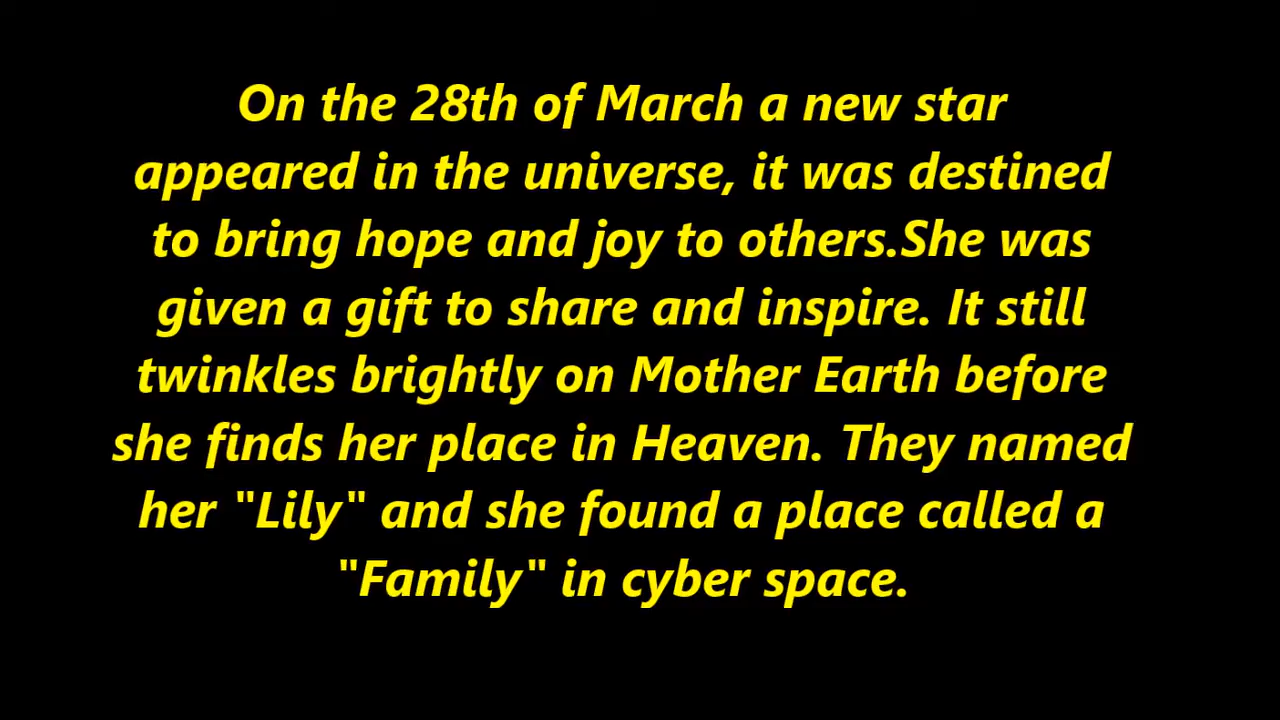 On the 28th of March a new star
appeared in the universe, it was destined
to bring hope and joy to others.She was
given a gift to share and inspire. It still
twinkles brightly on Mother Earth before
she finds her place in Heaven. They named
her "Lily" and she found a place called a
"Family" in cyber space.